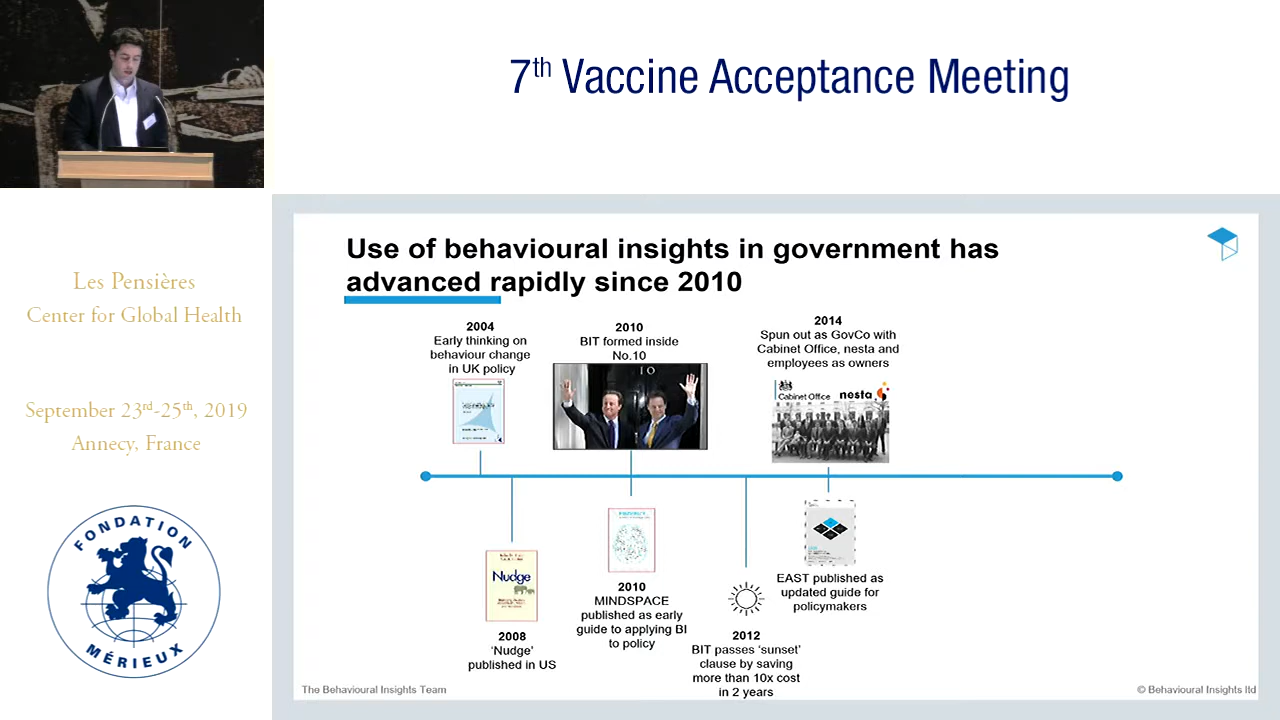 7th Vaccine Acceptance Meeting
Les Pensières
Center for Global Health
September 23rd-25th, 2019
Annecy, France
FONDATION
MÉRIEUX
Use of behavioural insights in government has
advanced rapidly since 2010
2004
Early thinking on
behaviour change
in UK policy
2010
BIT formed inside
No.10
10
2014
Spun out as GovCo with
Cabinet Office, nesta and
employees as owners
Cabinet Office
nesta
Nudge
2008
‘Nudge’
published in US
MINDSPACE
2010
MINDSPACE
published as early
guide to applying BI
to policy
2012
BIT passes ‘sunset’
clause by saving
more than 10x cost
in 2 years
EAST published as
updated guide for
policymakers
The Behavioural Insights Team
© Behavioural Insights ltd